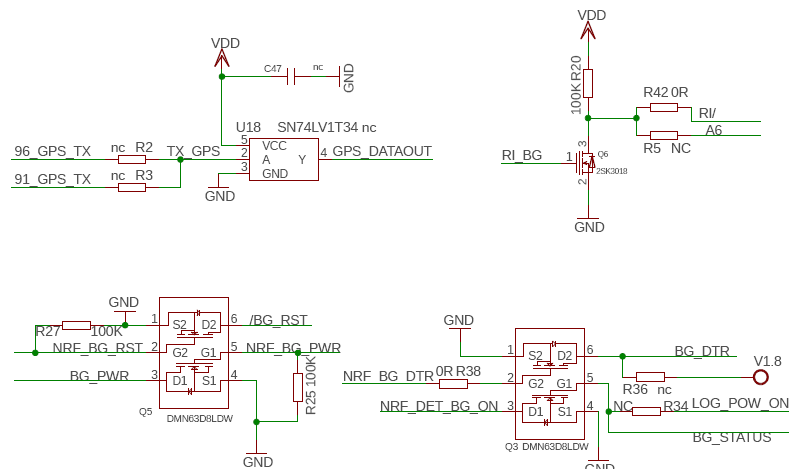 VDD
C47 nc GND
U18 SN74LV1T34 nc
96_GPS_TX nc R2 TX_GPS
5 VCC
2 A Y 4 GPS_DATAOUT
3 GND
91_GPS_TX nc R3
GND
VDD
100K R20
R42 0R
RI/
A6
R5 NC
3
RI_BG 1 Q6
2SK3018
2
GND
GND
R27 100K 1 S2 D2 6 /BG_RST
NRF_BG_RST 2 G2 G1 5 NRF_BG_PWR
BG_PWR 3 D1 S1 4
R25 100K
Q5
DMN63D8LDW
GND
GND
1 S2 D2 6 BG_DTR
V1.8
NRF_BG_DTR 0R R38 2 G2 G1 5 R36 nc
NRF_DET_BG_ON 3 D1 S1 4 NC R34 LOG_POW_ON
BG_STATUS
Q3 DMN63D8LDW
GND